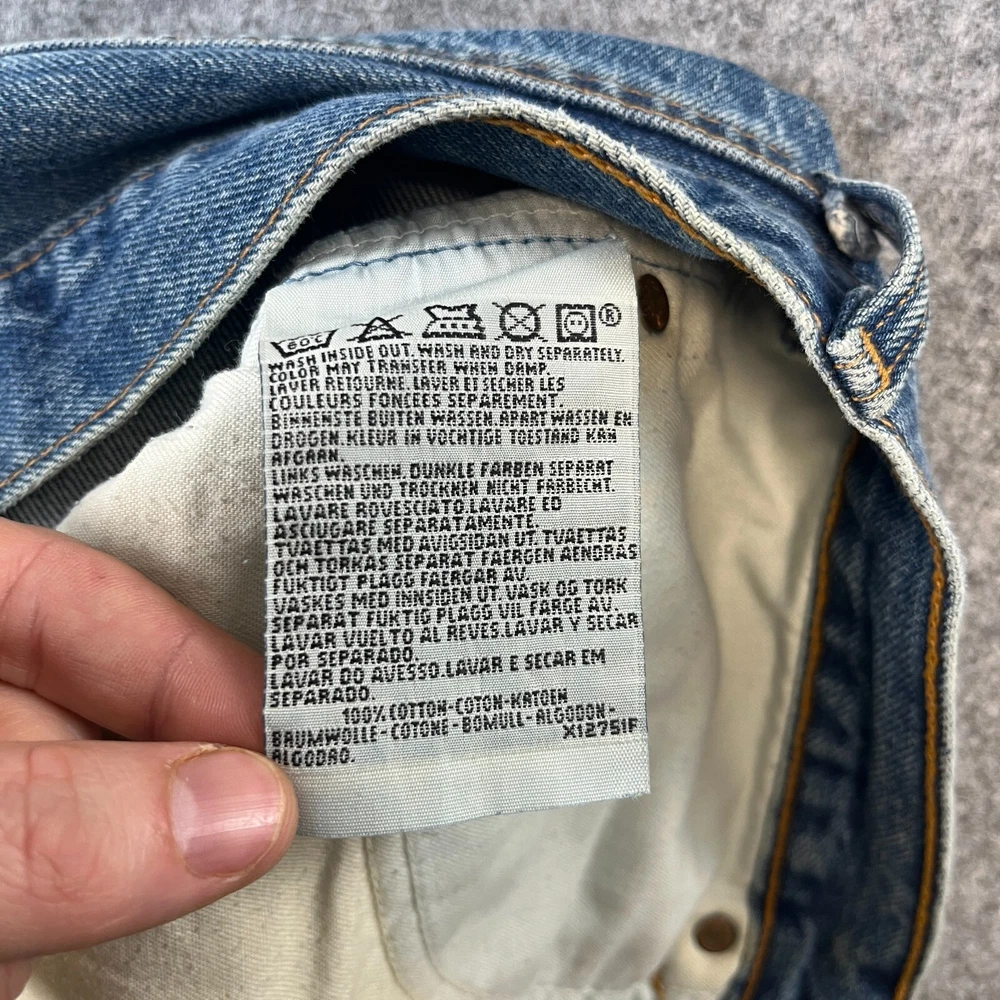 60C ®
WASH INSIDE OUT. WASH AND DRY SEPARATELY.
COLOR MAY TRANSFER WHEN DAMP.
LAVER RETOURNE. LAVER ET SECHER LES
COULEURS FONCEES SEPAREMENT.
BINNENSTE BUITEN WASSEN. APART WASSEN EN
DROGEN. KLEUR IN VOCHTIGE TOESTAND KAN
AFGAAN.
LINKS WASCHEN. DUNKLE FARBEN SEPARAT
WASCHEN UND TROCKNEN NICHT FARBECHT.
LAVARE ROVESCIATO.LAVARE ED
ASCIUGARE SEPARATAMENTE.
TVAETTAS MED AVIGSIDAN UT. TVAETTAS
OCH TORKAS SEPARAT FAERGEN AENDRAS
FUKTIGT PLAGG FAERGAR AV.
VASKES MED INNSIDEN UT. VASK OG TORK
SEPARAT FUKTIG PLAGG VIL FARGE AV.
LAVAR VUELTO AL REVES.LAVAR Y SECAR
POR SEPARADO.
LAVAR DO AVESSO.LAVAR E SECAR EM
SEPARADO.
100% COTTON-COTON-KATOEN
BAUMWOLLE-COTONE-BOMULL-ALGODON-
ALGODAO. X12751F